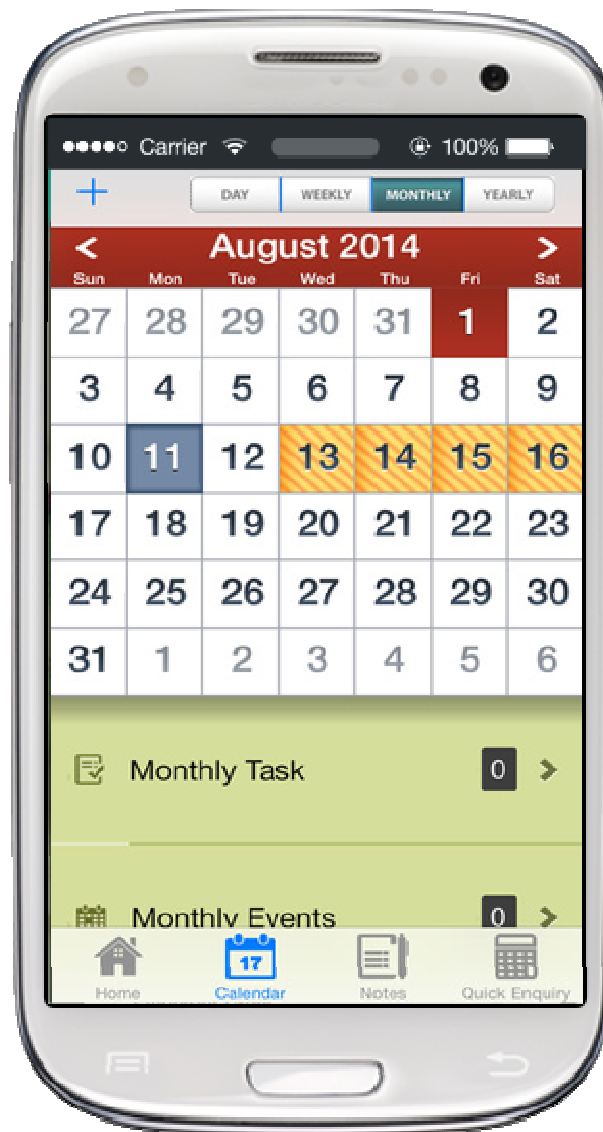 Carrier 100%
DAY WEEKLY MONTHLY YEARLY
August 2014
Sun Mon Tue Wed Thu Fri Sat
27 28 29 30 31 1 2
3 4 5 6 7 8 9
10 11 12 13 14 15 16
17 18 19 20 21 22 23
24 25 26 27 28 29 30
31 1 2 3 4 5 6
Monthly Task 0
Monthly Events 0
17
Home Calendar Notes Quick Enquiry